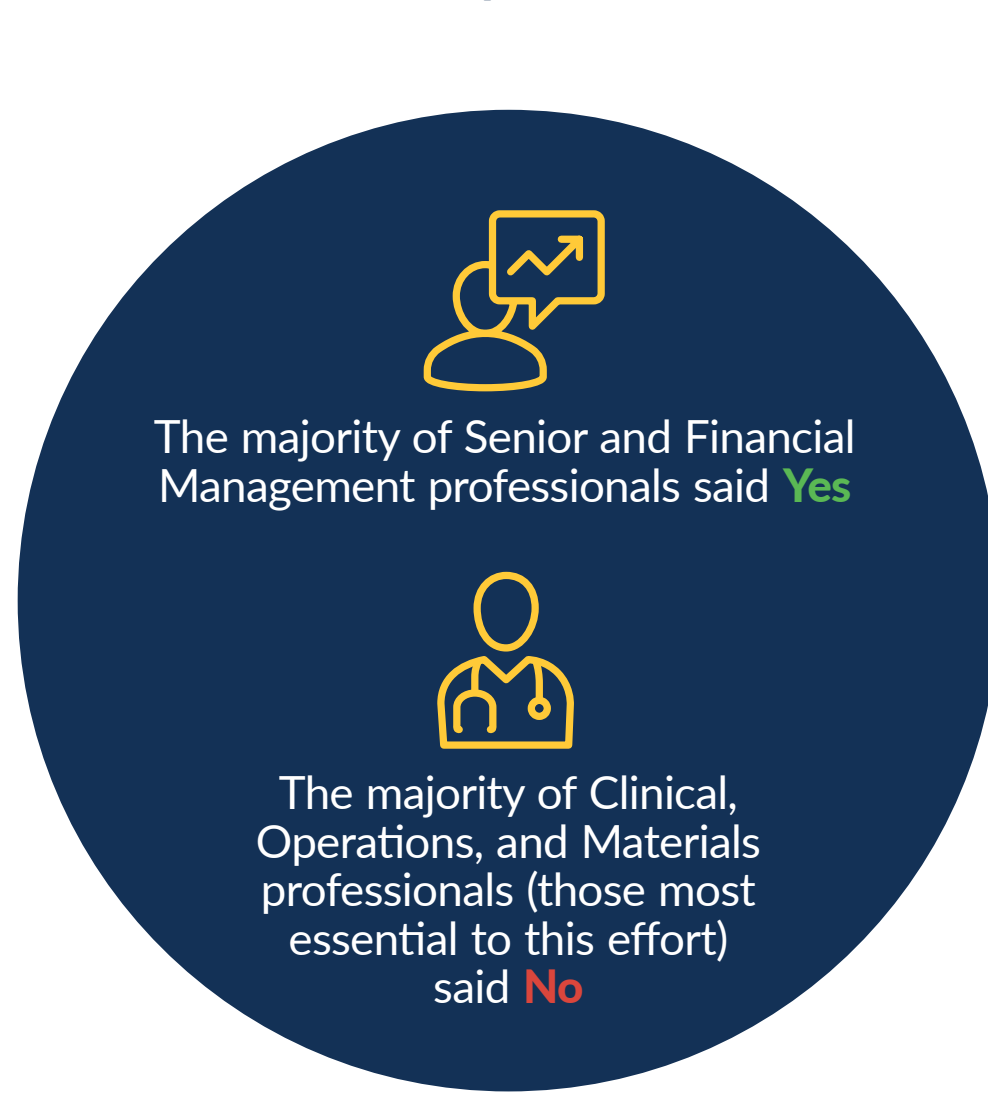 The majority of Senior and Financial
Management professionals said Yes
The majority of Clinical,
Operations, and Materials
professionals (those most
essential to this effort)
said No